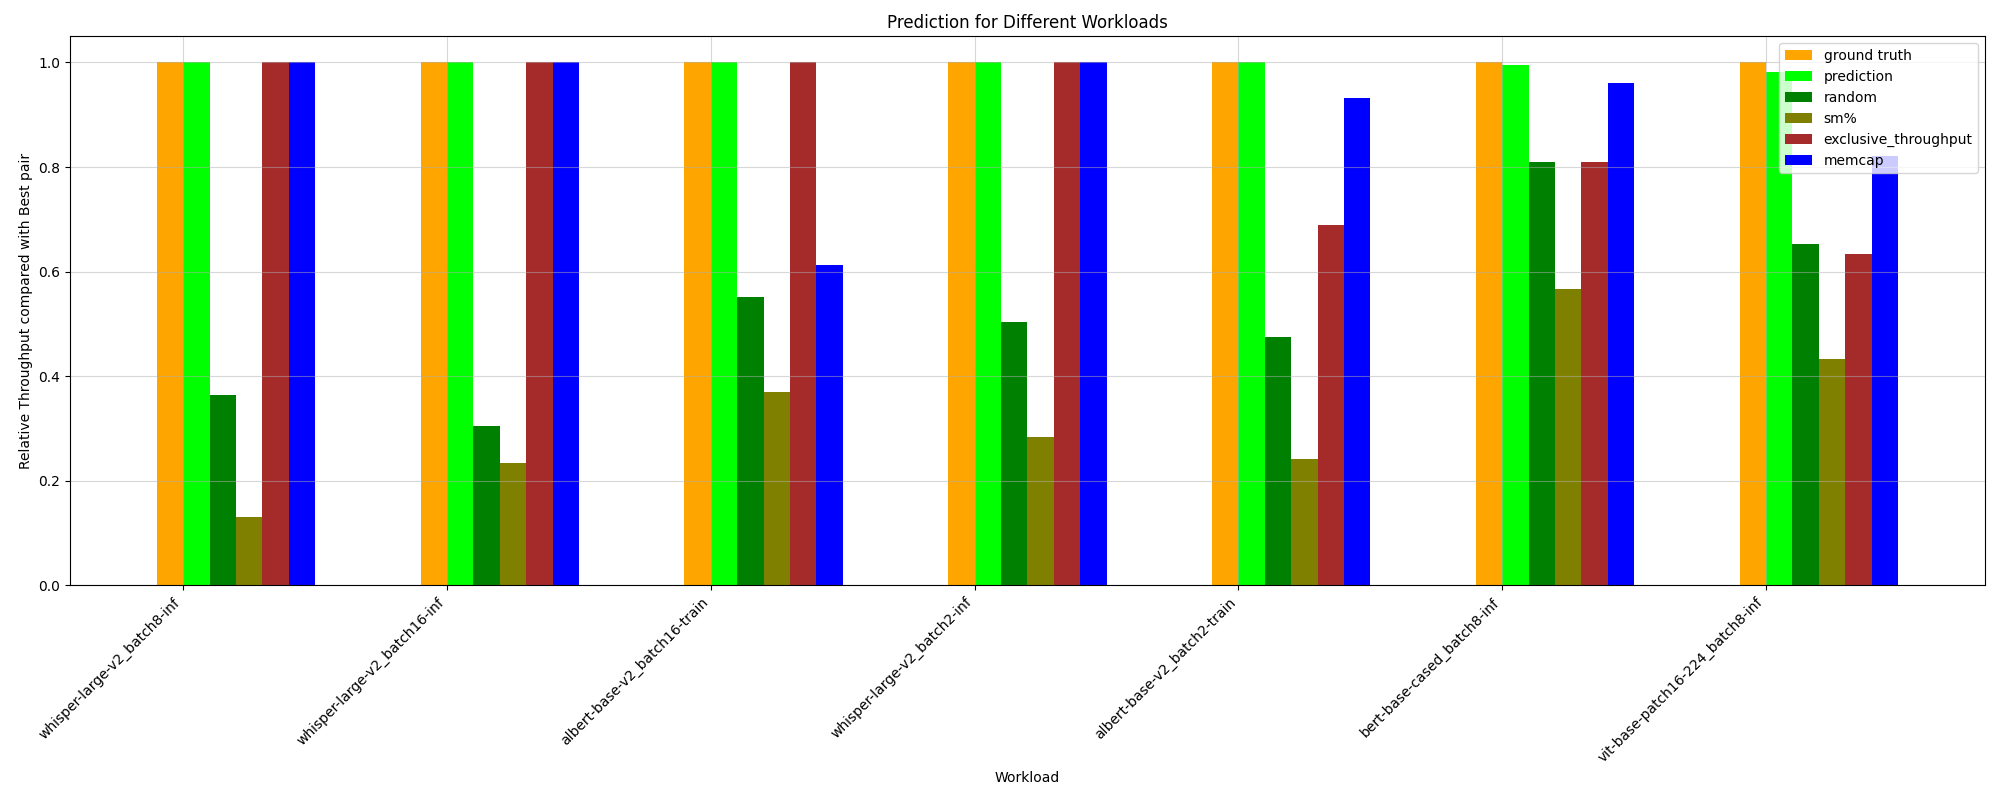 Prediction for Different Workloads
Relative Throughput compared with Best pair
1.0
0.8
0.6
0.4
0.2
0.0
ground truth
prediction
random
sm%
exclusive_throughput
memcap
whisper-large-v2_batch8-inf
whisper-large-v2_batch16-inf
albert-base-v2_batch16-train
whisper-large-v2_batch2-inf
albert-base-v2_batch2-train
bert-base-cased_batch8-inf
vit-base-patch16-224_batch8-inf
Workload